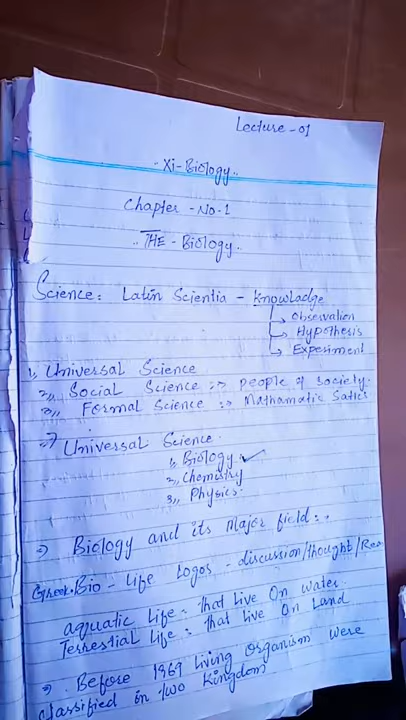 Lecture - 01
- Xi - Biology ..
Chapter - No - 1
.. THE - Biology ..
Science: Latin Scientia - Knowladge
→ Observation
→ Hypothesis
→ Experiment
1,, Universal Science
2,, Social Science :-> people of society.
3,, Formal Science :-> Mathamatic
=> Universal Science.
1,, Biology. ✓
2,, Chemistry
3,, Physics.
=> Biology and its Major field : .
Greek. Bio - Life Logos - discussion/thought/
aquatic Life = that Live On water.
Terrestial Life = that Live On Land
=> Before 1969 Living Organism were
classified in two Kingdom